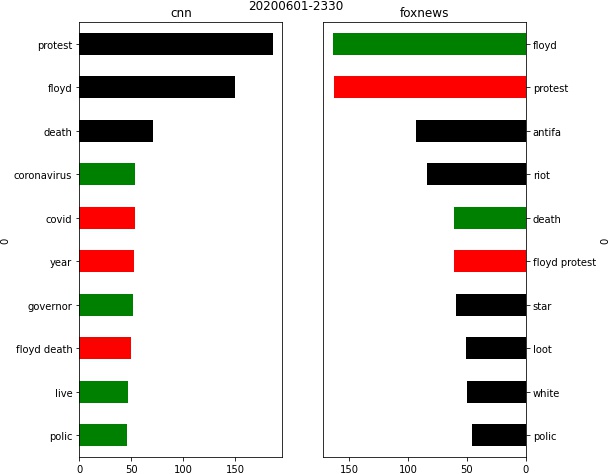 20200601-2330
cnn
foxnews
protest
floyd
death
coronavirus
covid
year
governor
floyd death
live
polic
0
0 50 100 150
floyd
protest
antifa
riot
death
floyd protest
star
loot
white
polic
0
150 100 50 0